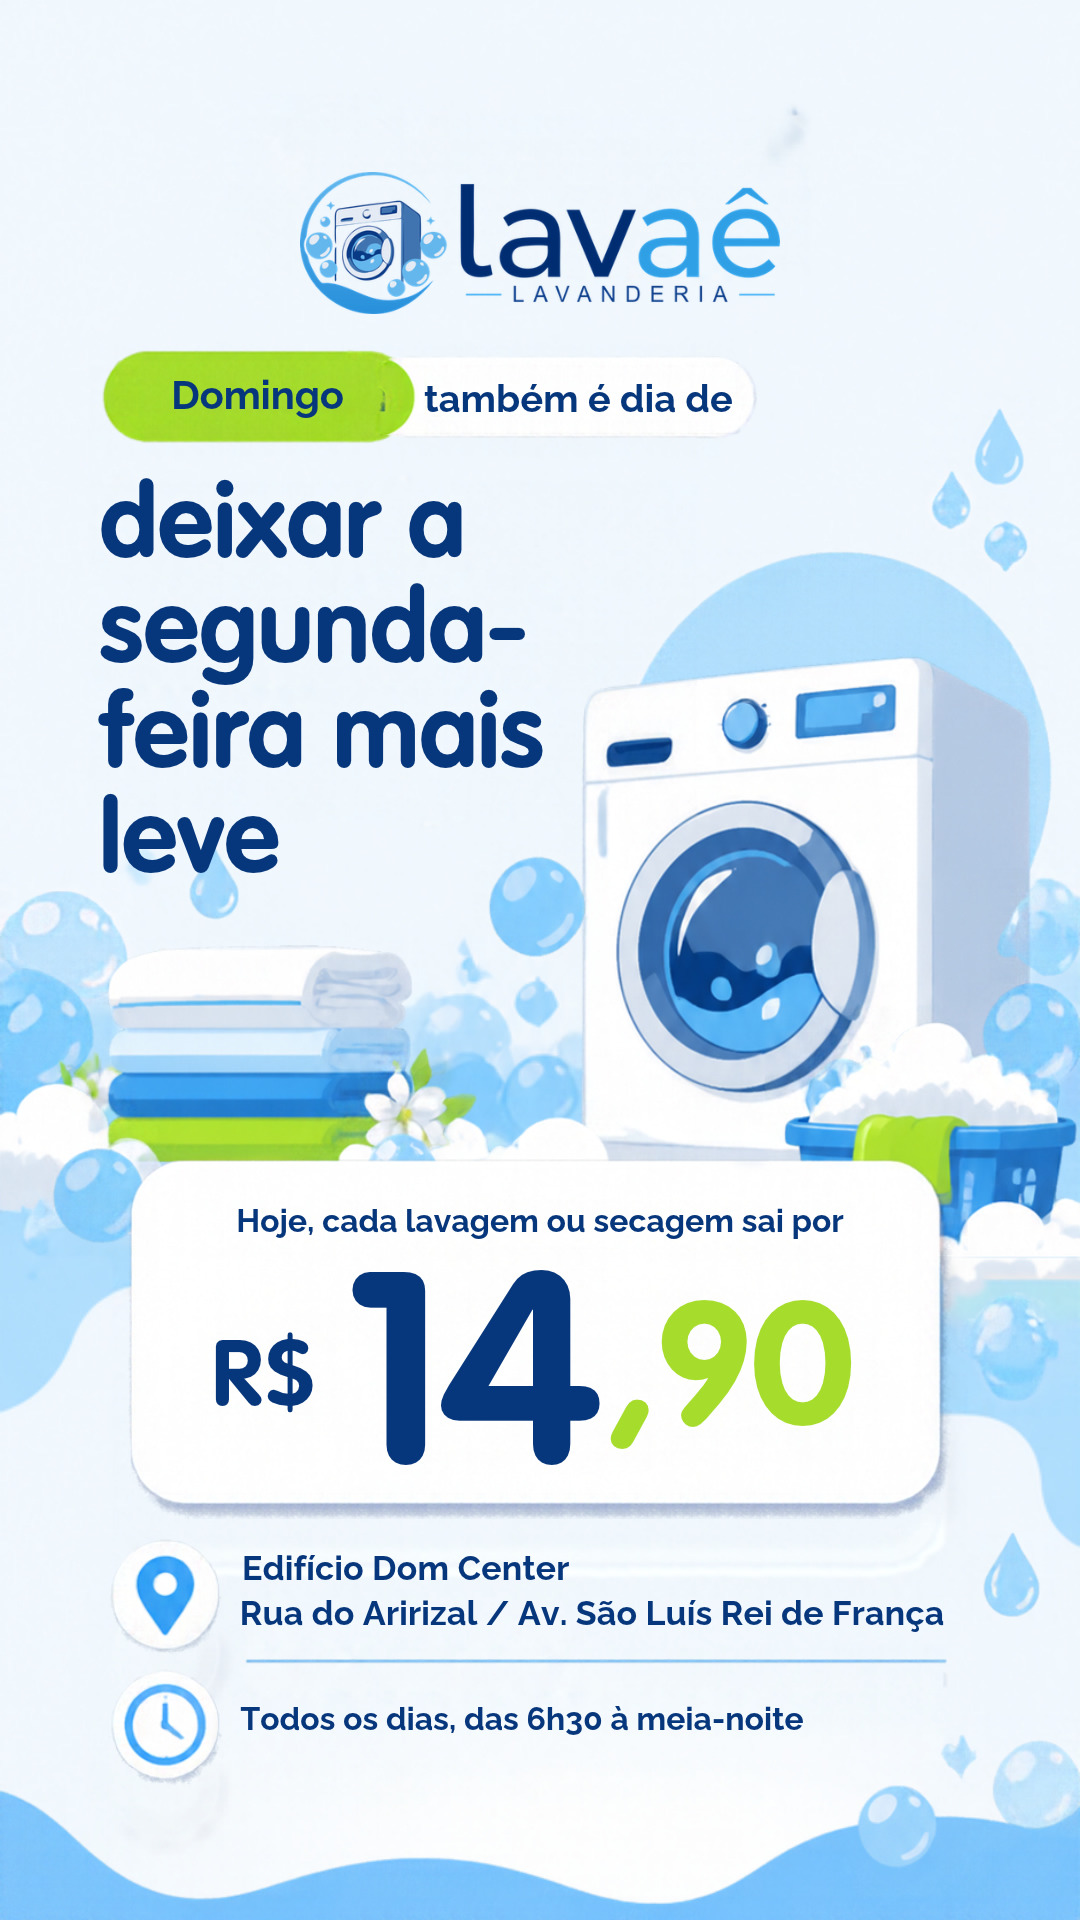 lavaê
LAVANDERIA
Domingo também é dia de
deixar a
segunda-
feira mais
leve
Hoje, cada lavagem ou secagem sai por
R$ 14,90
Edifício Dom Center
Rua do Aririzal / Av. São Luís Rei de França
Todos os dias, das 6h30 à meia-noite